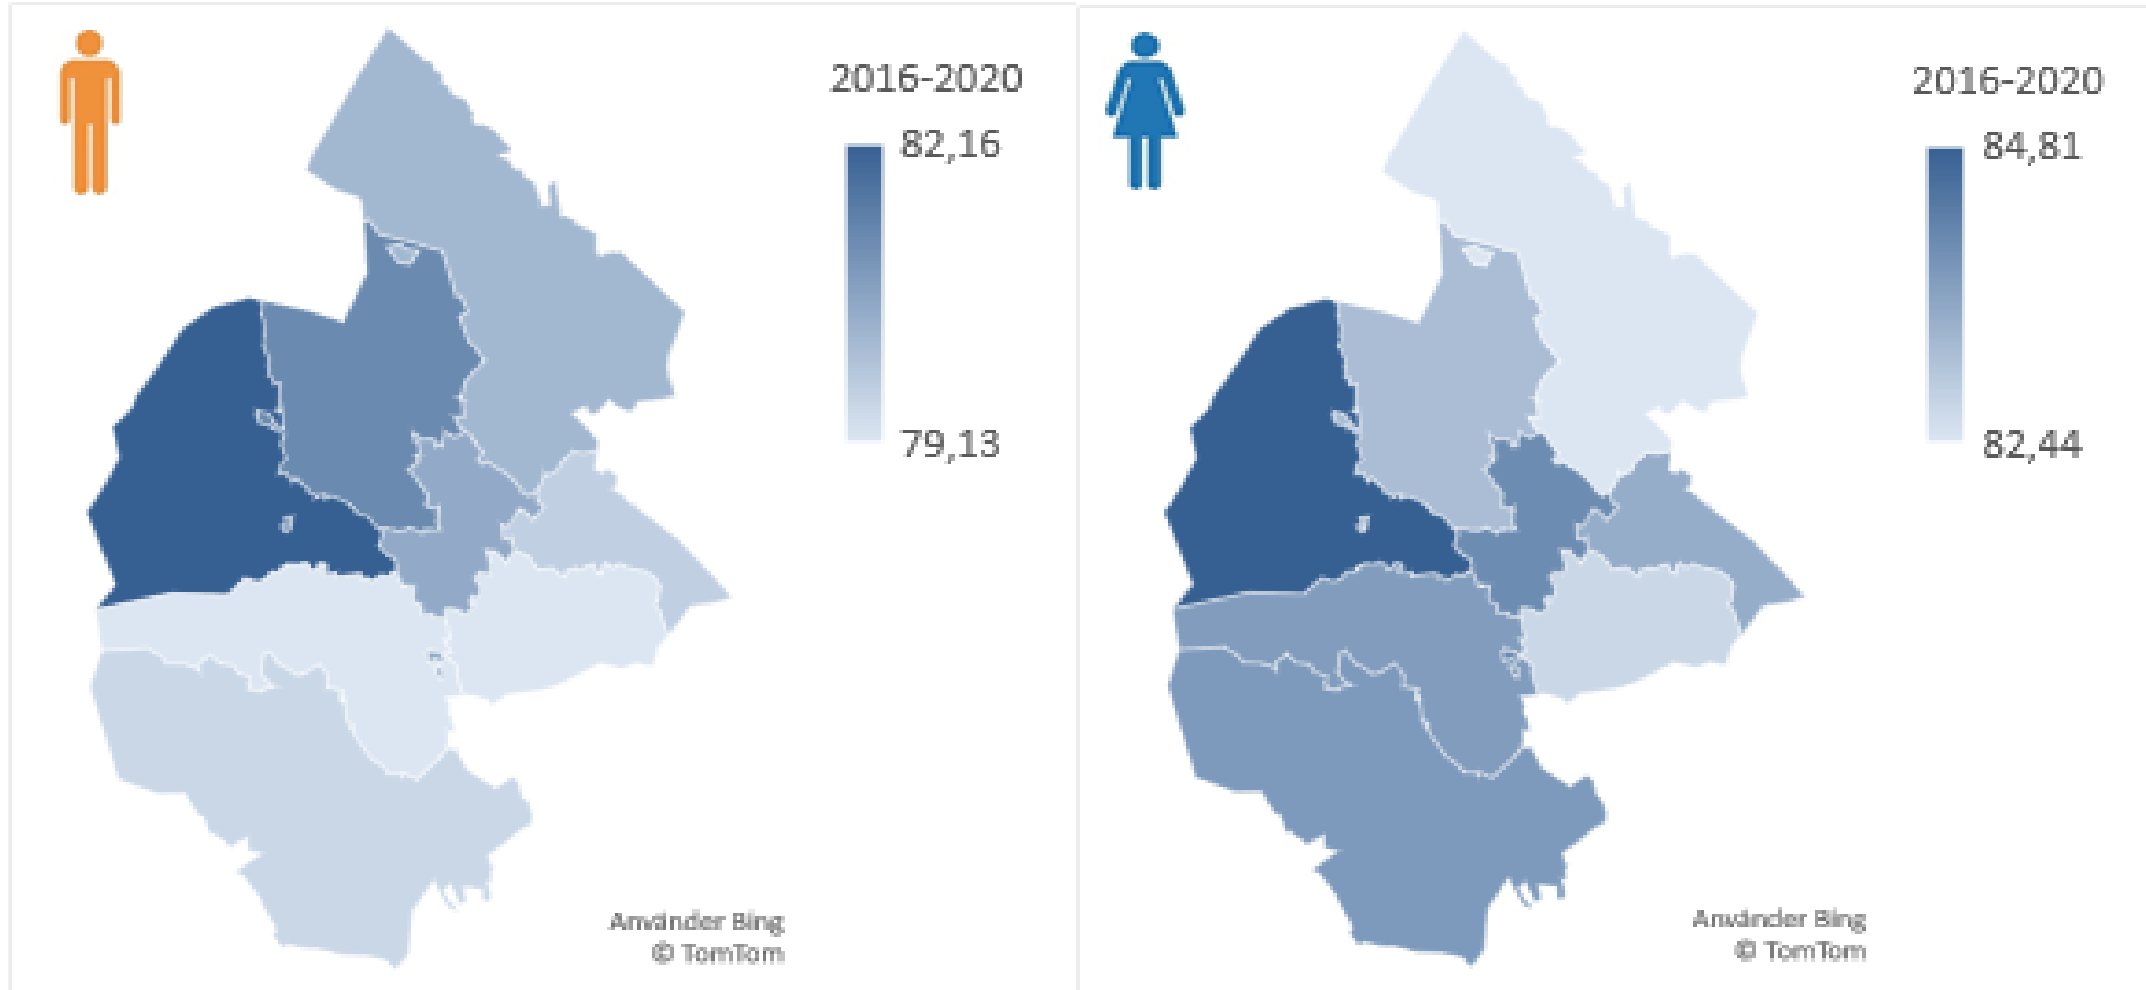 2016-2020
82,16
79,13
Använder Bing
© TomTom
2016-2020
84,81
82,44
Använder Bing
© TomTom